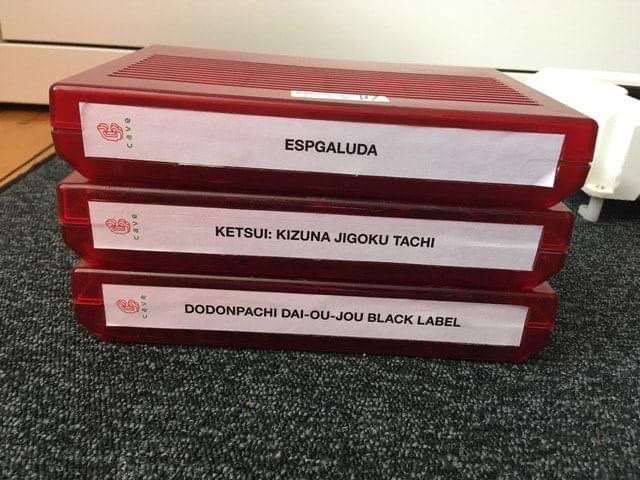 cave
ESPGALUDA
cave
KETSUI: KIZUNA JIGOKU TACHI
cave
DODONPACHI DAI-OU-JOU BLACK LABEL